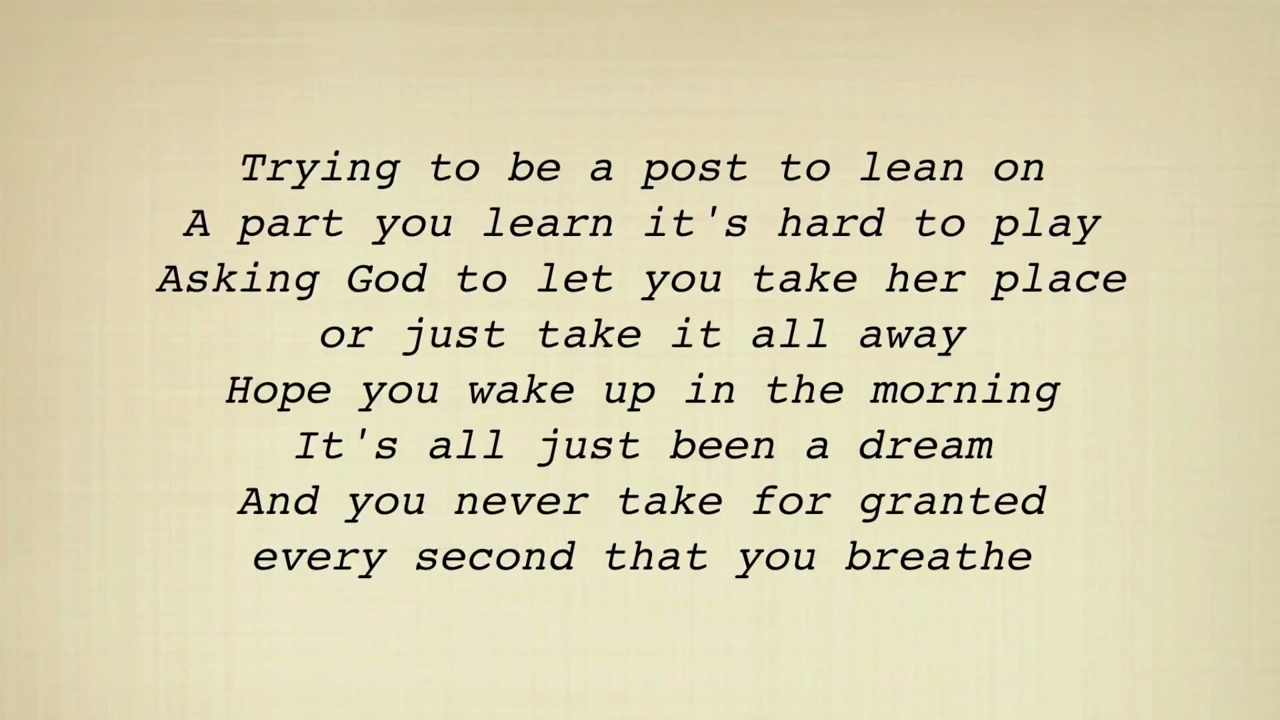 Trying to be a post to lean on
A part you learn it's hard to play
Asking God to let you take her place
or just take it all away
Hope you wake up in the morning
It's all just been a dream
And you never take for granted
every second that you breathe